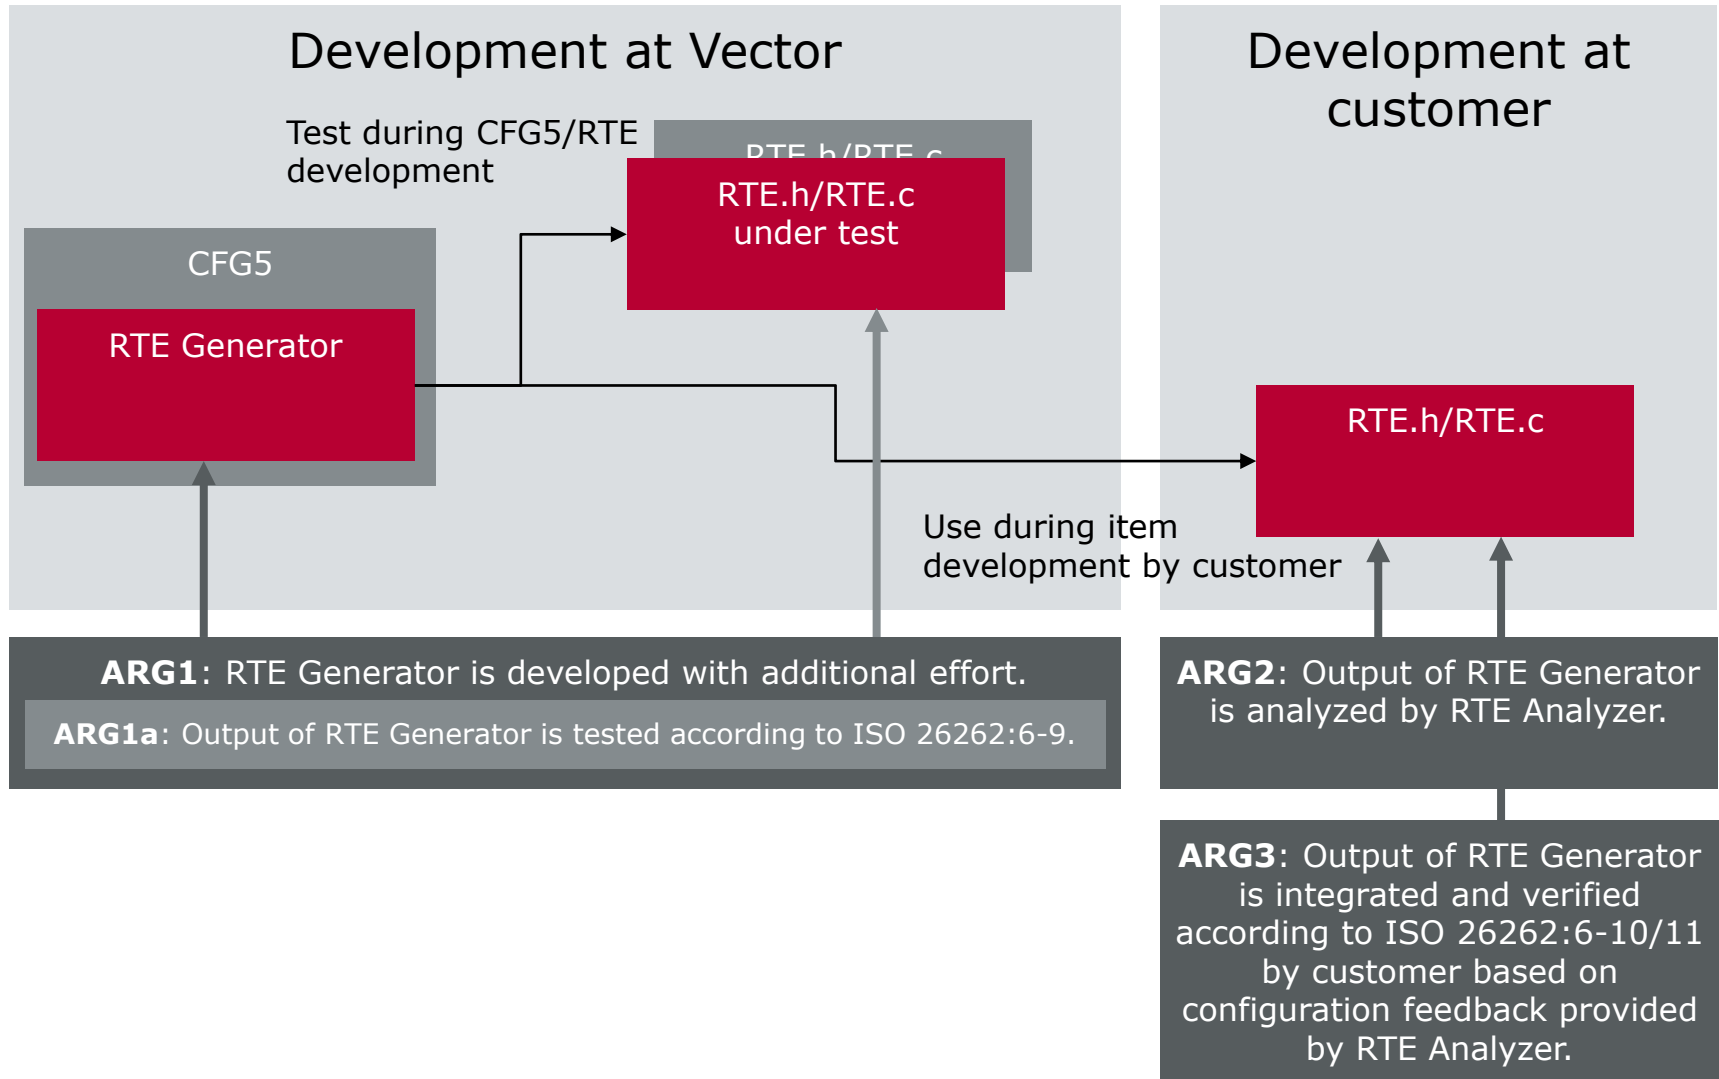 Development at Vector
Development at
customer
Test during CFG5/RTE
development
RTE.h/RTE.c
RTE.h/RTE.c
under test
CFG5
RTE Generator
RTE.h/RTE.c
Use during item
development by customer
ARG1: RTE Generator is developed with additional effort.
ARG1a: Output of RTE Generator is tested according to ISO 26262:6-9.
ARG2: Output of RTE Generator
is analyzed by RTE Analyzer.
ARG3: Output of RTE Generator
is integrated and verified
according to ISO 26262:6-10/11
by customer based on
configuration feedback provided
by RTE Analyzer.